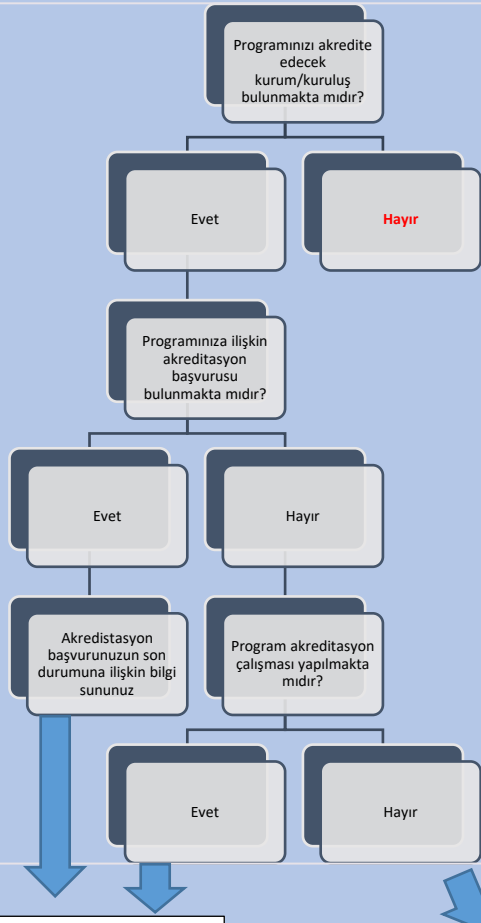 Programınızı akredite
edecek
kurum/kuruluş
bulunmakta mıdır?
Evet
Hayır
Programınıza ilişkin
akreditasyon
başvurusu
bulunmakta mıdır?
Evet
Hayır
Akredistasyon
başvurunuzun son
durumuna ilişkin bilgi
sununuz
Program akreditasyon
çalışması yapılmakta
mıdır?
Evet
Hayır